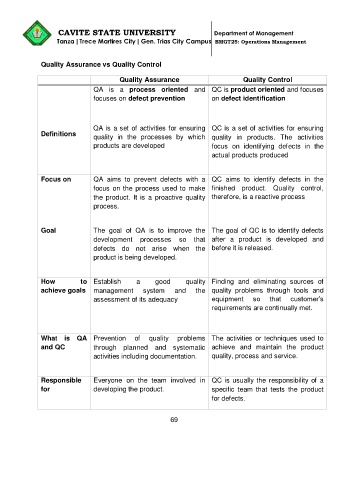 CAVITE STATE UNIVERSITY Department of Management
Tanza | Trece Martires City | Gen. Trias City Campus BMGT25: Operations Management
Quality Assurance vs Quality Control
Quality Assurance Quality Control
QA is a process oriented and QC is product oriented and focuses
focuses on defect prevention on defect identification
QA is a set of activities for ensuring QC is a set of activities for ensuring
Definitions quality in the processes by which quality in products. The activities
products are developed focus on identifying defects in the
actual products produced
Focus on QA aims to prevent defects with a QC aims to identify defects in the
focus on the process used to make finished product. Quality control,
the product. It is a proactive quality therefore, is a reactive process
process.
Goal The goal of QA is to improve the The goal of QC is to identify defects
development processes so that after a product is developed and
defects do not arise when the before it is released.
product is being developed.
How to Establish a good quality Finding and eliminating sources of
achieve goals management system and the quality problems through tools and
assessment of its adequacy equipment so that customer's
requirements are continually met.
What is QA Prevention of quality problems The activities or techniques used to
and QC through planned and systematic achieve and maintain the product
activities including documentation. quality, process and service.
Responsible Everyone on the team involved in QC is usually the responsibility of a
for developing the product. specific team that tests the product
for defects.
69